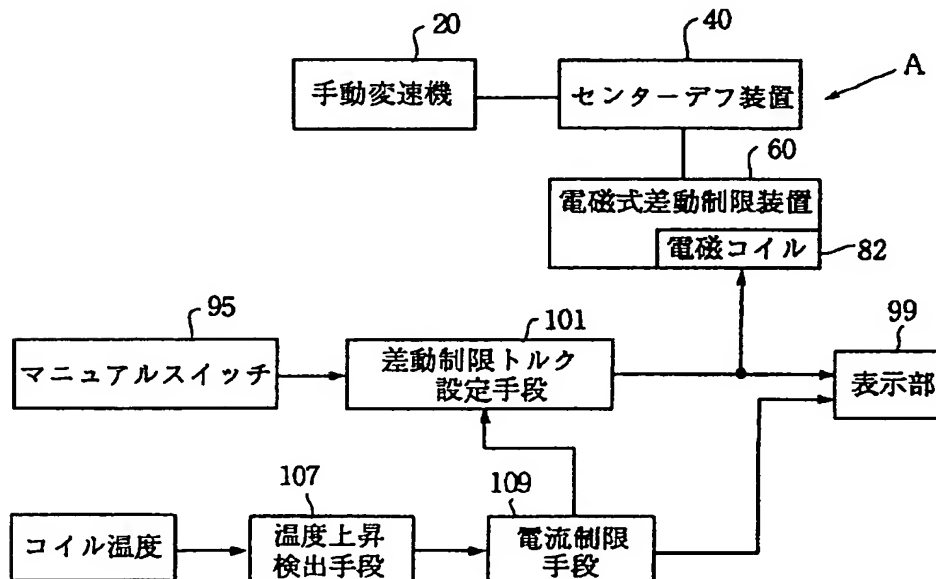 20
40
A
手動変速機
センターデフ装置
60
電磁式差動制限装置
電磁コイル
82
95
101
99
マニュアルスイッチ
差動制限トルク
設定手段
表示部
107
109
コイル温度
温度上昇
検出手段
電流制限
手段